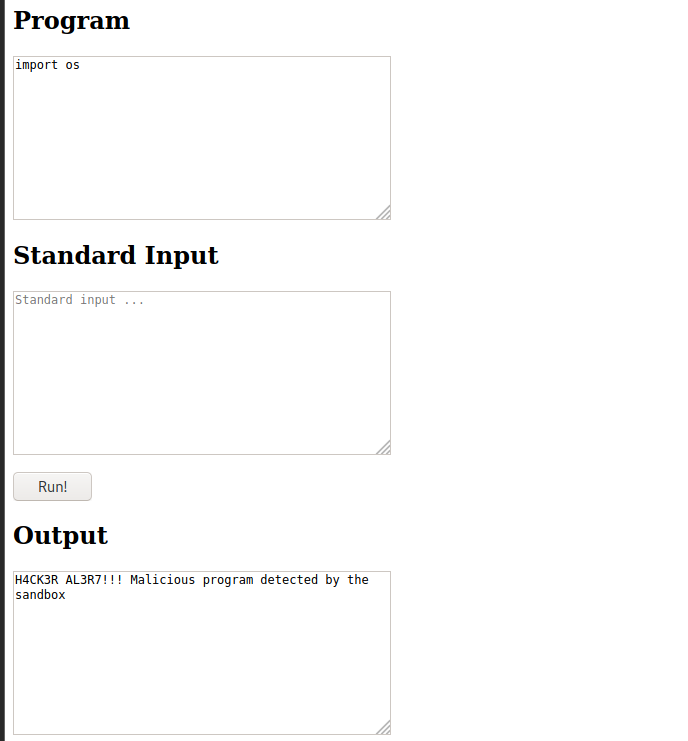 Program
import os
Standard Input
Standard input ...
Run!
Output
H4CK3R AL3R7!!! Malicious program detected by the
sandbox